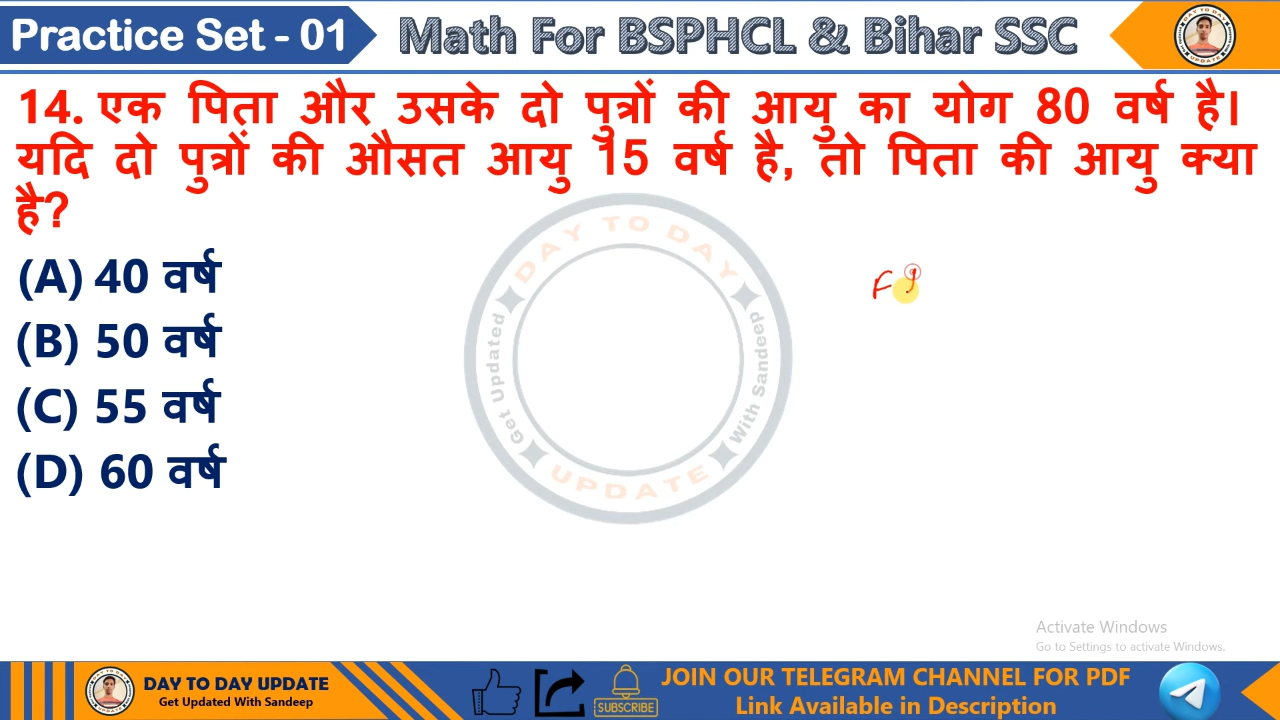 Practice Set - 01
Math For BSPHCL & Bihar SSC
14. एक पिता और उसके दो पुत्रों की आयु का योग 80 वर्ष है।
यदि दो पुत्रों की औसत आयु 15 वर्ष है, तो पिता की आयु क्या
है?
(A) 40 वर्ष
(B) 50 वर्ष
(C) 55 वर्ष
(D) 60 वर्ष
DAY TO DAY
Get Updated
With Sandeep
UPDATE
F
Activate Windows
Go to Settings to activate Windows.
DAY TO DAY UPDATE
Get Updated With Sandeep
SUBSCRIBE
JOIN OUR TELEGRAM CHANNEL FOR PDF
Link Available in Description